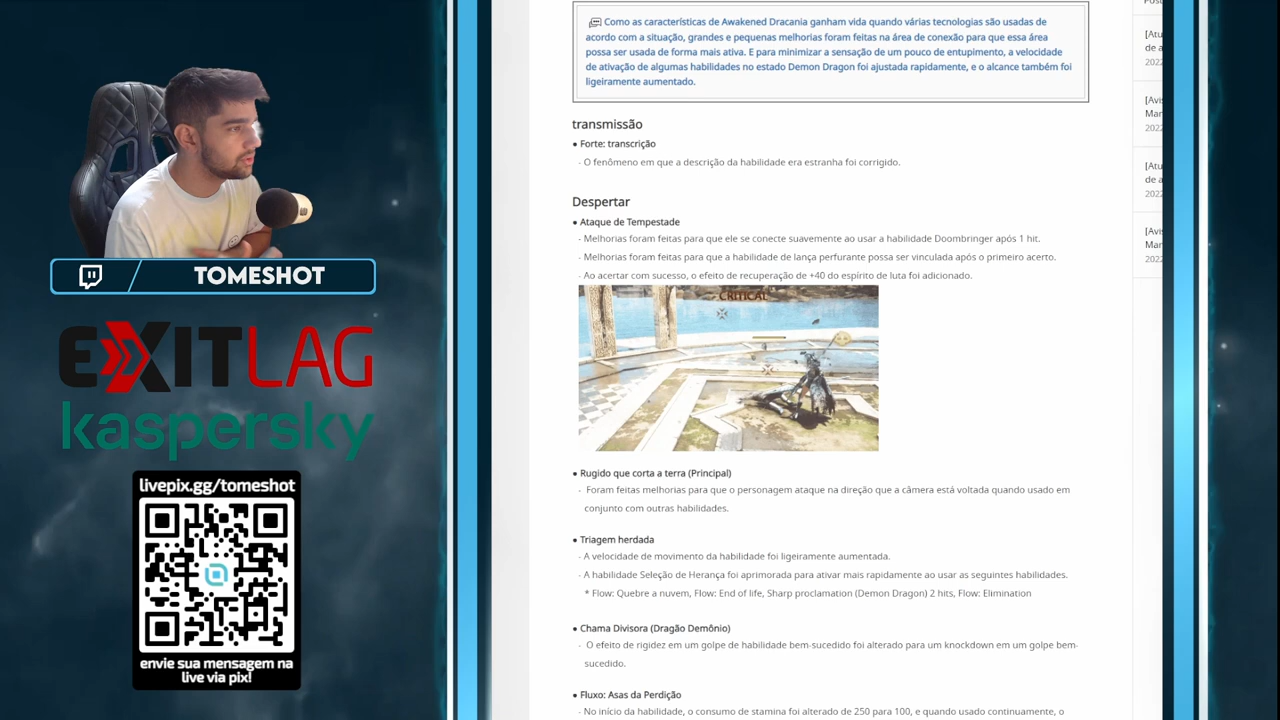 TOMESHOT
EXITLAG
kaspersky
livepix.gg/tomeshot
envie sua mensagem na
live via pix!
Como as características de Awakened Dracania ganham vida quando várias tecnologias são usadas de
acordo com a situação, grandes e pequenas melhorias foram feitas na área de conexão para que essa área
possa ser usada de forma mais ativa. E para minimizar a sensação de um pouco de entupimento, a velocidade
de ativação de algumas habilidades no estado Demon Dragon foi ajustada rapidamente, e o alcance também foi
ligeiramente aumentado.
transmissão
● Forte: transcrição
- O fenômeno em que a descrição da habilidade era estranha foi corrigido.
Despertar
● Ataque de Tempestade
- Melhorias foram feitas para que ele se conecte suavemente ao usar a habilidade Doombringer após 1 hit.
- Melhorias foram feitas para que a habilidade de lança perfurante possa ser vinculada após o primeiro acerto.
- Ao acertar com sucesso, o efeito de recuperação de +40 do espírito de luta foi adicionado.
CRITICAL
● Rugido que corta a terra (Principal)
- Foram feitas melhorias para que o personagem ataque na direção que a câmera está voltada quando usado em
conjunto com outras habilidades.
● Triagem herdada
- A velocidade de movimento da habilidade foi ligeiramente aumentada.
- A habilidade Seleção de Herança foi aprimorada para ativar mais rapidamente ao usar as seguintes habilidades.
* Flow: Quebre a nuvem, Flow: End of life, Sharp proclamation (Demon Dragon) 2 hits, Flow: Elimination
● Chama Divisora (Dragão Demônio)
- O efeito de rigidez em um golpe de habilidade bem-sucedido foi alterado para um knockdown em um golpe bem-
sucedido.
● Fluxo: Asas da Perdição
- No início da habilidade, o consumo de stamina foi alterado de 250 para 100, e quando usado continuamente, o
[Atu
de a
2022
[Avis
Mar
2022
[Atu
de a
2022
[Avis
Mar
2022